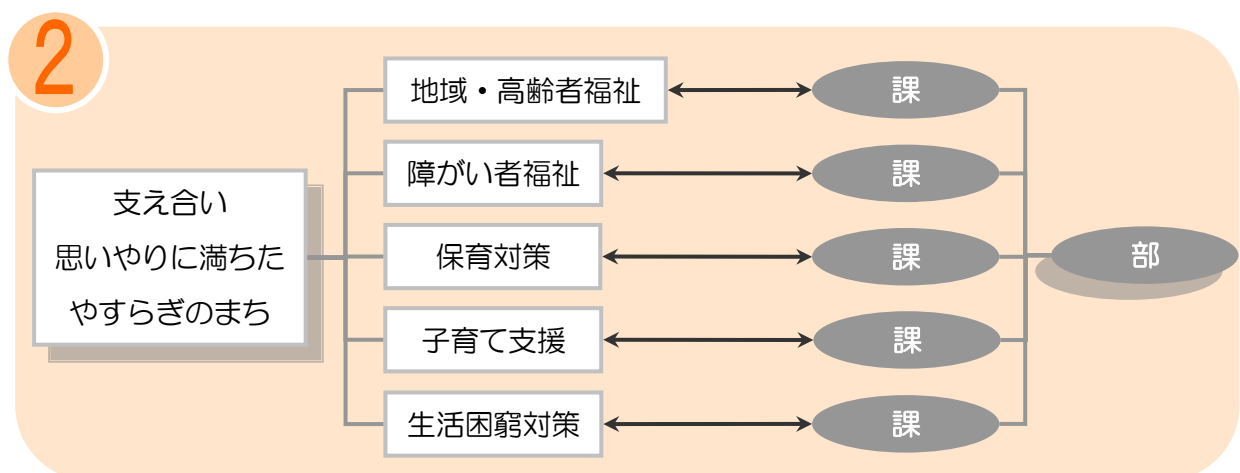 2
支え合い
思いやりに満ちた
やすらぎのまち
地域・高齢者福祉
課
障がい者福祉
課
保育対策
課
子育て支援
課
生活困窮対策
課
部